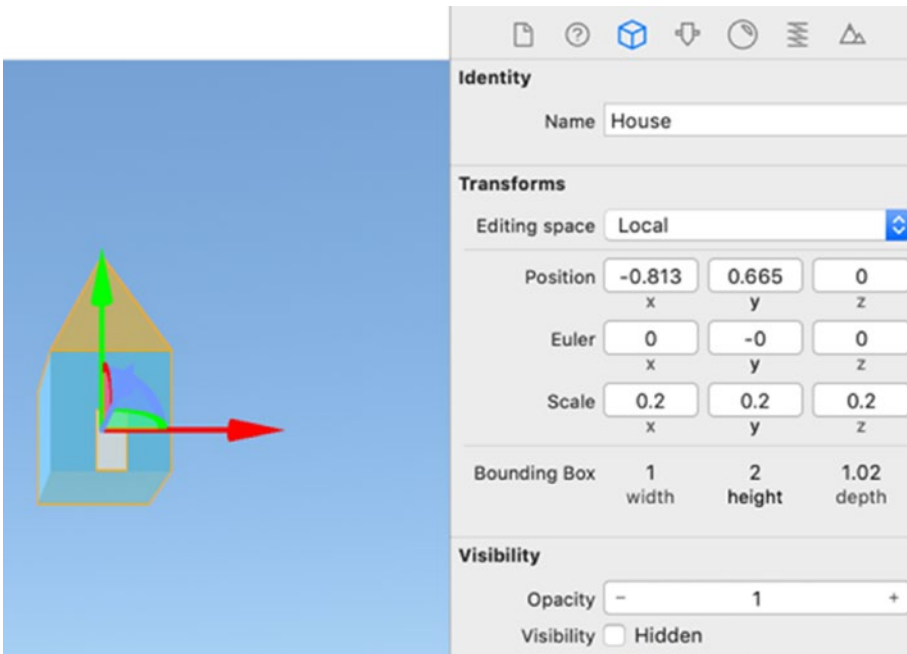 Identity
Name House
Transforms
Editing space Local
Position -0.813 0.665 0
x y z
Euler 0 -0 0
x y z
Scale 0.2 0.2 0.2
x y z
Bounding Box 1 2 1.02
width height depth
Visibility
Opacity − 1 +
Visibility Hidden